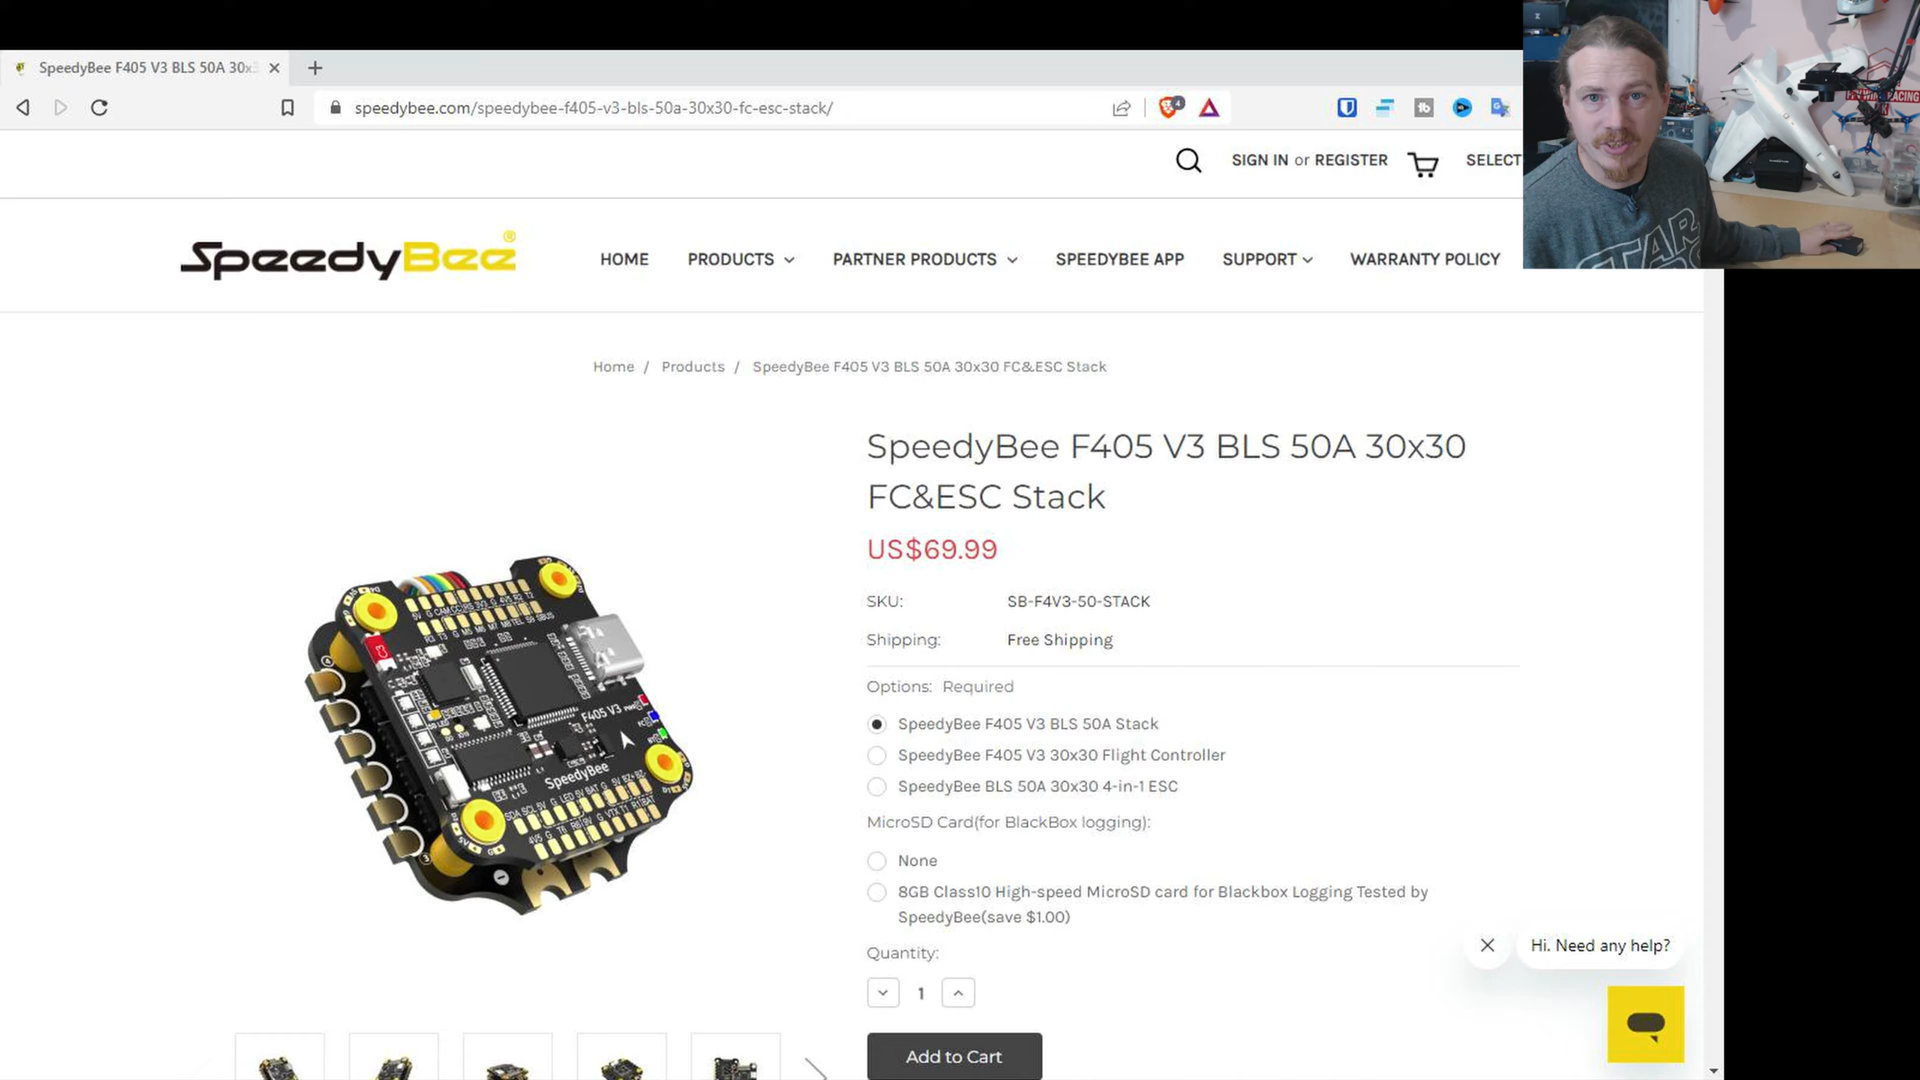 SpeedyBee F405 V3 BLS 50A 30x3
speedybee.com/speedybee-f405-v3-bls-50a-30x30-fc-esc-stack/
4
SIGN IN or REGISTER
SELECT
SpeedyBee®
HOME
PRODUCTS
PARTNER PRODUCTS
SPEEDYBEE APP
SUPPORT
WARRANTY POLICY
Home / Products / SpeedyBee F405 V3 BLS 50A 30x30 FC&ESC Stack
SpeedyBee F405 V3 BLS 50A 30x30
FC&ESC Stack
US$69.99
SKU: SB-F4V3-50-STACK
Shipping: Free Shipping
Options: Required
SpeedyBee F405 V3 BLS 50A Stack
SpeedyBee F405 V3 30x30 Flight Controller
SpeedyBee BLS 50A 30x30 4-in-1 ESC
MicroSD Card(for BlackBox logging):
None
8GB Class10 High-speed MicroSD card for Blackbox Logging Tested by
SpeedyBee(save $1.00)
Quantity:
1
Add to Cart
Hi. Need any help?
F405 V3
SpeedyBee
STAR